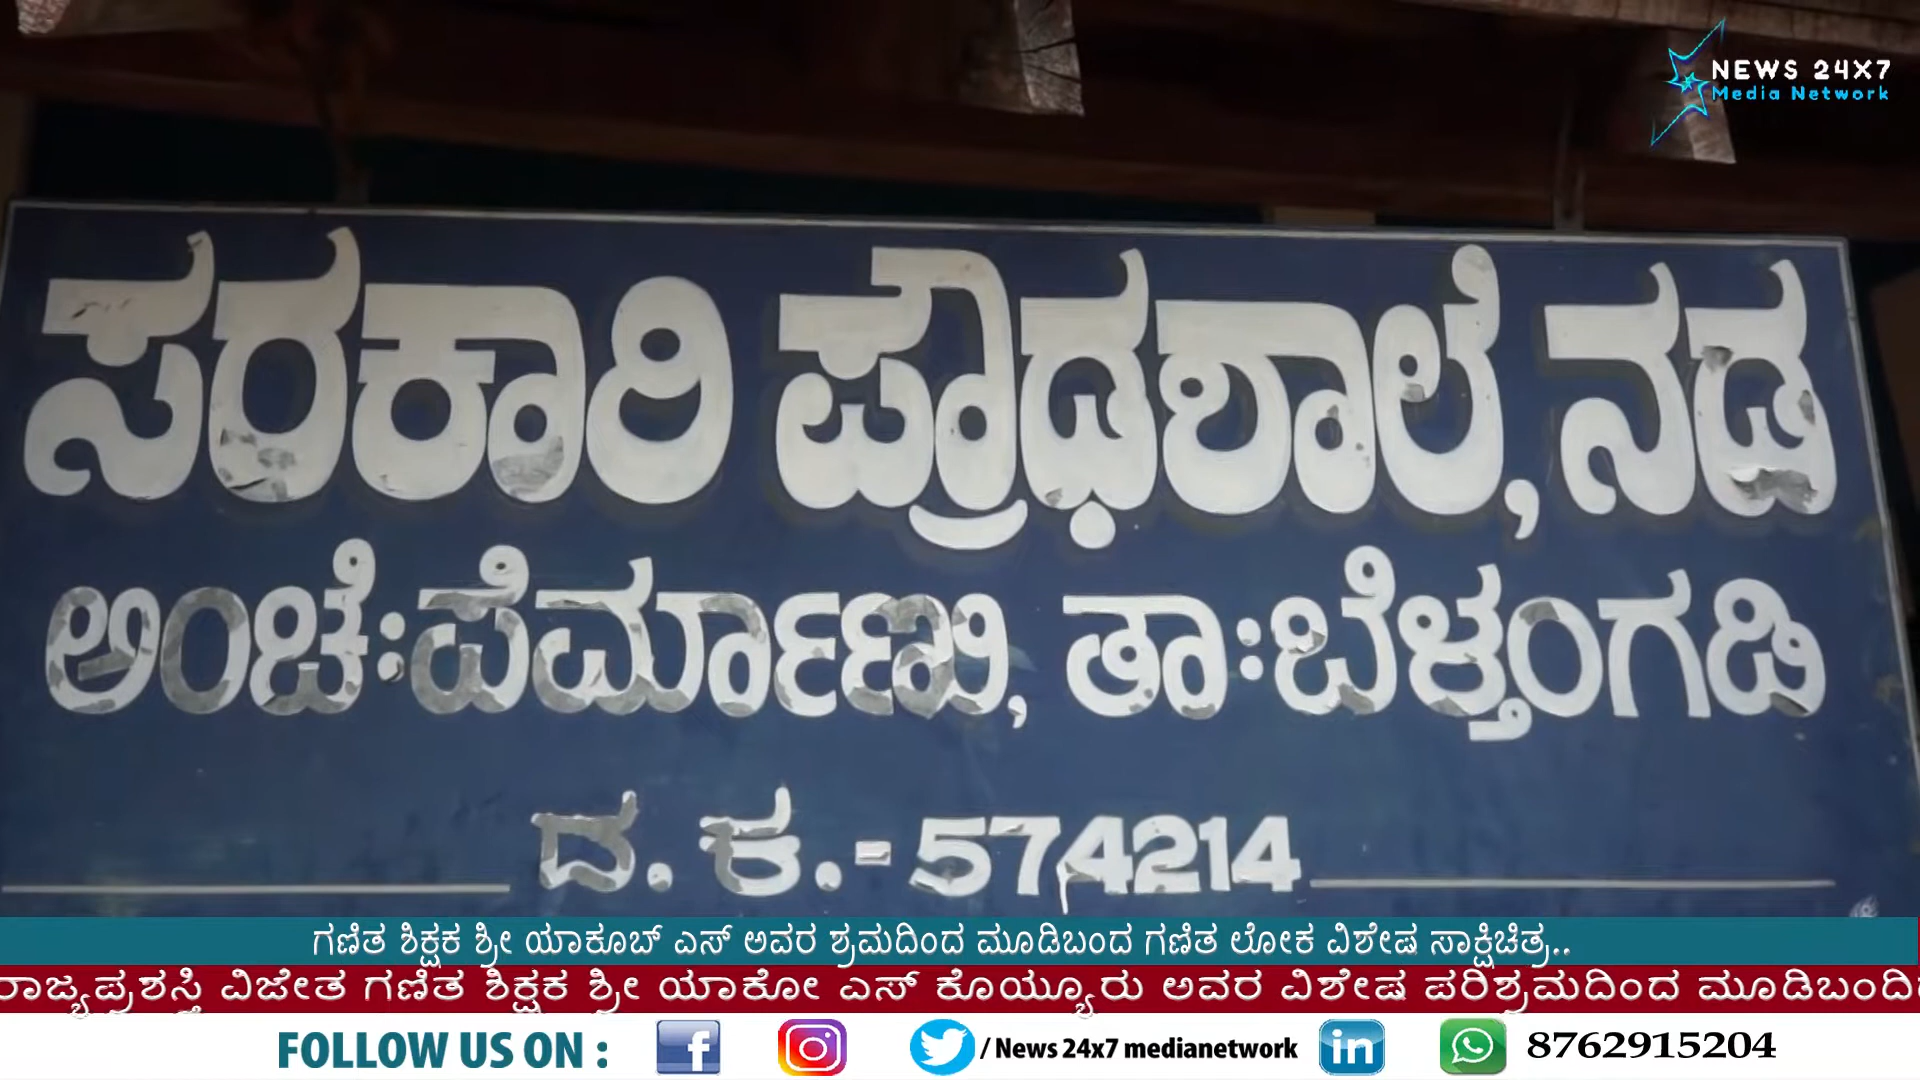 NEWS 24X7
Media Network
ಸರಕಾರಿ ಪ್ರೌಢಶಾಲೆ, ನಡ
ಅಂಚೆ:ಪೆರ್ಮಾಣು, ತಾ:ಬೆಳ್ತಂಗಡಿ
ದ. ಕ.-574214
ಗಣಿತ ಶಿಕ್ಷಕ ಶ್ರೀ ಯಾಕೂಬ್ ಎಸ್ ಅವರ ಶ್ರಮದಿಂದ ಮೂಡಿಬಂದ ಗಣಿತ ಲೋಕ ವಿಶೇಷ ಸಾಕ್ಷಿಚಿತ್ರ..
ರಾಜ್ಯಪ್ರಶಸ್ತಿ ವಿಜೇತ ಗಣಿತ ಶಿಕ್ಷಕ ಶ್ರೀ ಯಾಕೋ ಎಸ್ ಕೊಯ್ಯೂರು ಅವರ ವಿಶೇಷ ಪರಿಶ್ರಮದಿಂದ ಮೂಡಿಬಂದಿ
FOLLOW US ON : / News 24x7 medianetwork 8762915204